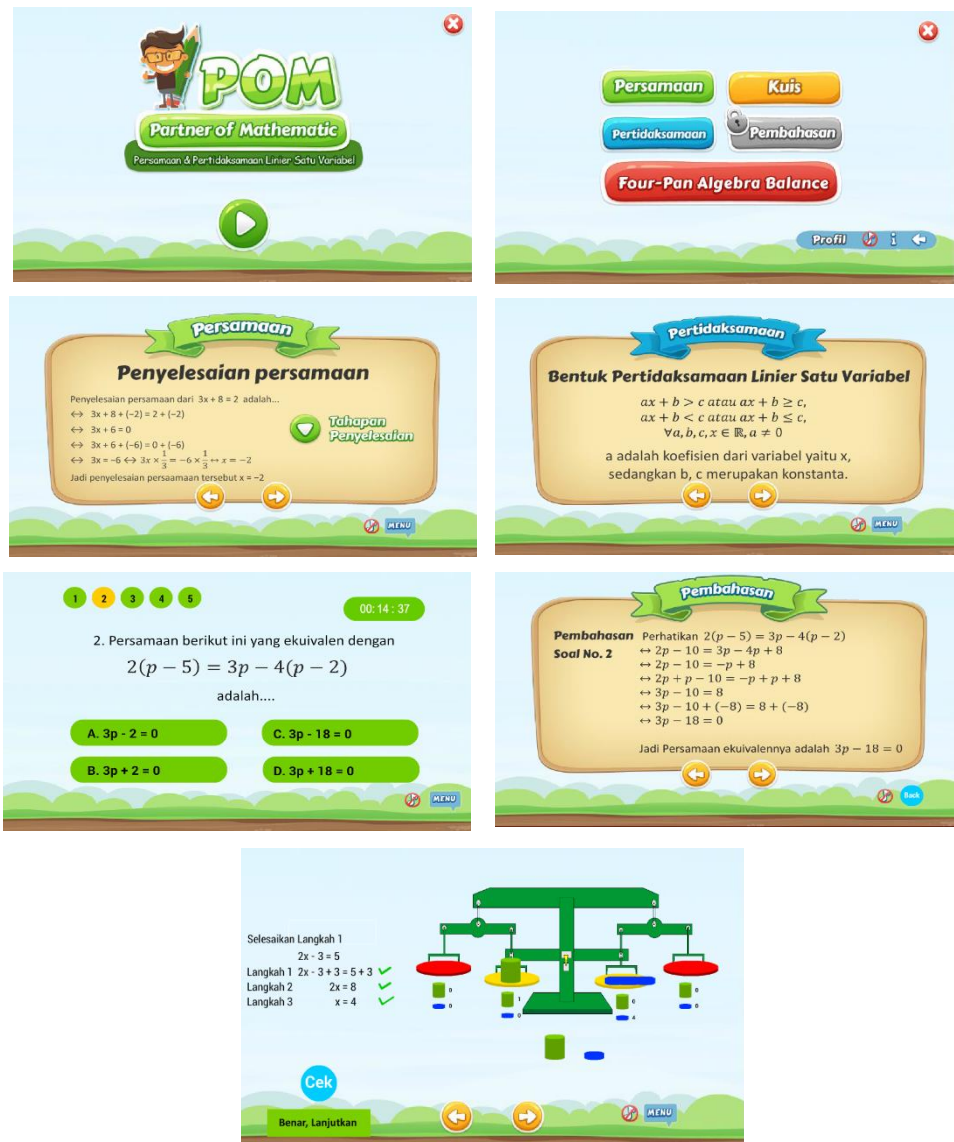 POM
Partner of Mathematic
Persamaan & Pertidaksamaan Linier Satu Variabel
Persamaan
Kuis
Pertidaksamaan
Pembahasan
Four-Pan Algebra Balance
Profil
i
Persamaan
Penyelesaian persamaan
Penyelesaian persamaan dari 3x + 8 = 2 adalah...
↔ 3x + 8 + (−2) = 2 + (−2)
↔ 3x + 6 = 0
↔ 3x + 6 + (−6) = 0 + (−6)
↔ 3x = −6 ↔ 3x × 1/3 = −6 × 1/3 ↔ x = −2
Jadi penyelesaian persaamaan tersebut x = −2
Tahapan
Penyelesaian
MENU
Pertidaksamaan
Bentuk Pertidaksamaan Linier Satu Variabel
ax + b > c atau ax + b ≥ c,
ax + b < c atau ax + b ≤ c,
∀a, b, c, x ∈ ℝ, a ≠ 0
a adalah koefisien dari variabel yaitu x,
sedangkan b, c merupakan konstanta.
MENU
1 2 3 4 5
00: 14 : 37
2. Persamaan berikut ini yang ekuivalen dengan
2(p − 5) = 3p − 4(p − 2)
adalah....
A. 3p - 2 = 0
C. 3p - 18 = 0
B. 3p + 2 = 0
D. 3p + 18 = 0
MENU
Pembahasan
Pembahasan Perhatikan 2(p − 5) = 3p − 4(p − 2)
Soal No. 2 ↔ 2p − 10 = 3p − 4p + 8
↔ 2p − 10 = −p + 8
↔ 2p + p − 10 = −p + p + 8
↔ 3p − 10 = 8
↔ 3p − 10 + (−8) = 8 + (−8)
↔ 3p − 18 = 0
Jadi Persamaan ekuivalennya adalah 3p − 18 = 0
Back
Selesaikan Langkah 1
2x - 3 = 5
Langkah 1 2x - 3 + 3 = 5 + 3
Langkah 2 2x = 8
Langkah 3 x = 4
Cek
Benar, Lanjutkan
MENU